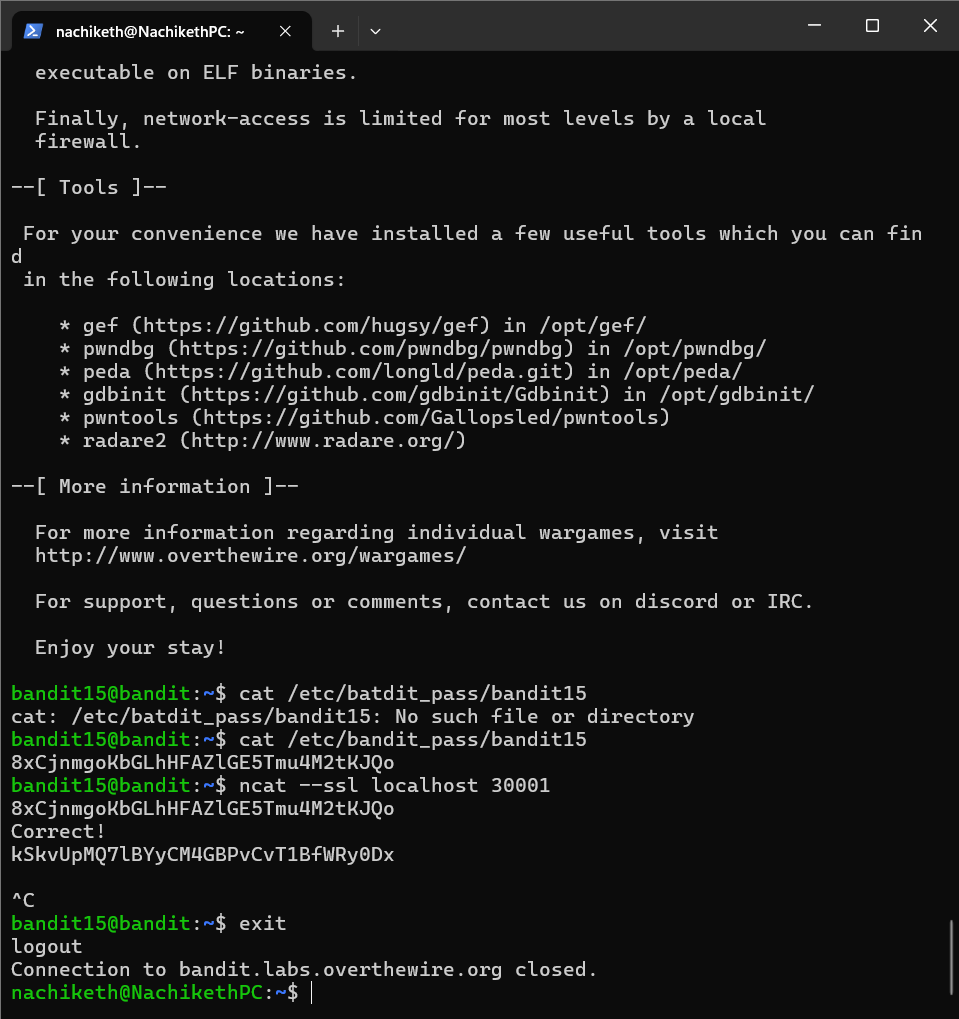 nachiketh@NachikethPC: ~
executable on ELF binaries.
Finally, network-access is limited for most levels by a local
firewall.
--[ Tools ]--
For your convenience we have installed a few useful tools which you can fin
d
in the following locations:
* gef (https://github.com/hugsy/gef) in /opt/gef/
* pwndbg (https://github.com/pwndbg/pwndbg) in /opt/pwndbg/
* peda (https://github.com/longld/peda.git) in /opt/peda/
* gdbinit (https://github.com/gdbinit/Gdbinit) in /opt/gdbinit/
* pwntools (https://github.com/Gallopsled/pwntools)
* radare2 (http://www.radare.org/)
--[ More information ]--
For more information regarding individual wargames, visit
http://www.overthewire.org/wargames/
For support, questions or comments, contact us on discord or IRC.
Enjoy your stay!
bandit15@bandit:~$ cat /etc/batdit_pass/bandit15
cat: /etc/batdit_pass/bandit15: No such file or directory
bandit15@bandit:~$ cat /etc/bandit_pass/bandit15
8xCjnmgoKbGLhHFAZlGE5Tmu4M2tKJQo
bandit15@bandit:~$ ncat --ssl localhost 30001
8xCjnmgoKbGLhHFAZlGE5Tmu4M2tKJQo
Correct!
kSkvUpMQ7lBYyCM4GBPvCvT1BfWRy0Dx
^C
bandit15@bandit:~$ exit
logout
Connection to bandit.labs.overthewire.org closed.
nachiketh@NachikethPC:~$